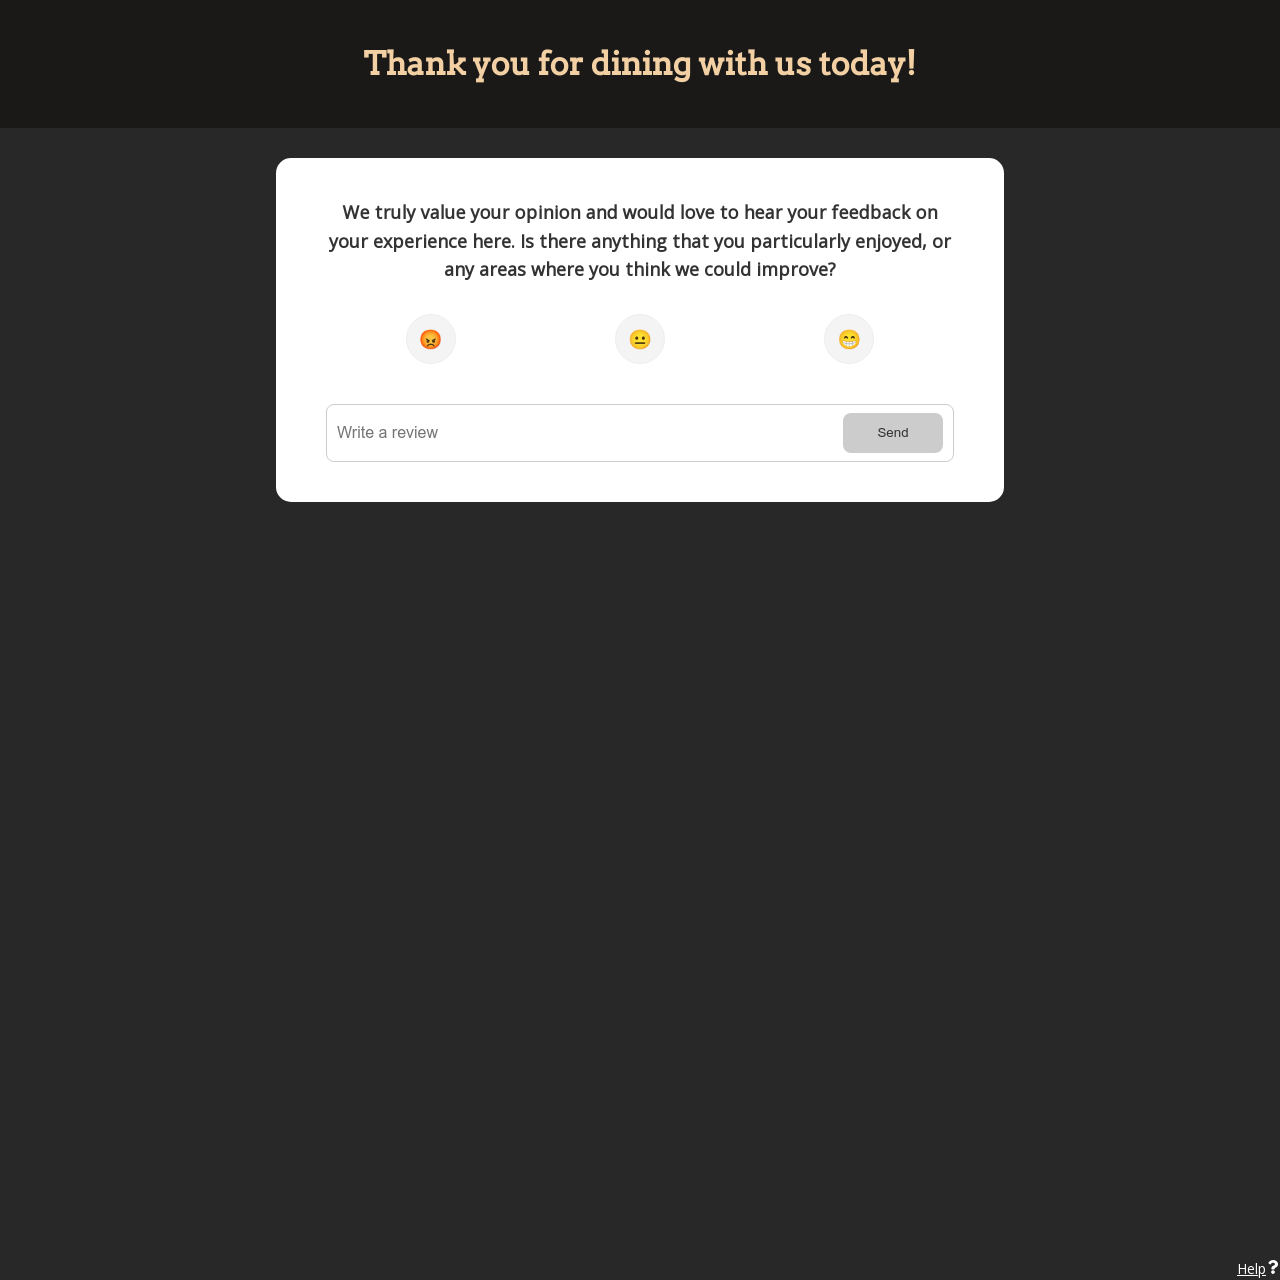 Thank you for dining with us today!
We truly value your opinion and would love to hear your feedback on
your experience here. Is there anything that you particularly enjoyed, or
any areas where you think we could improve?
Write a review
Send
Help?